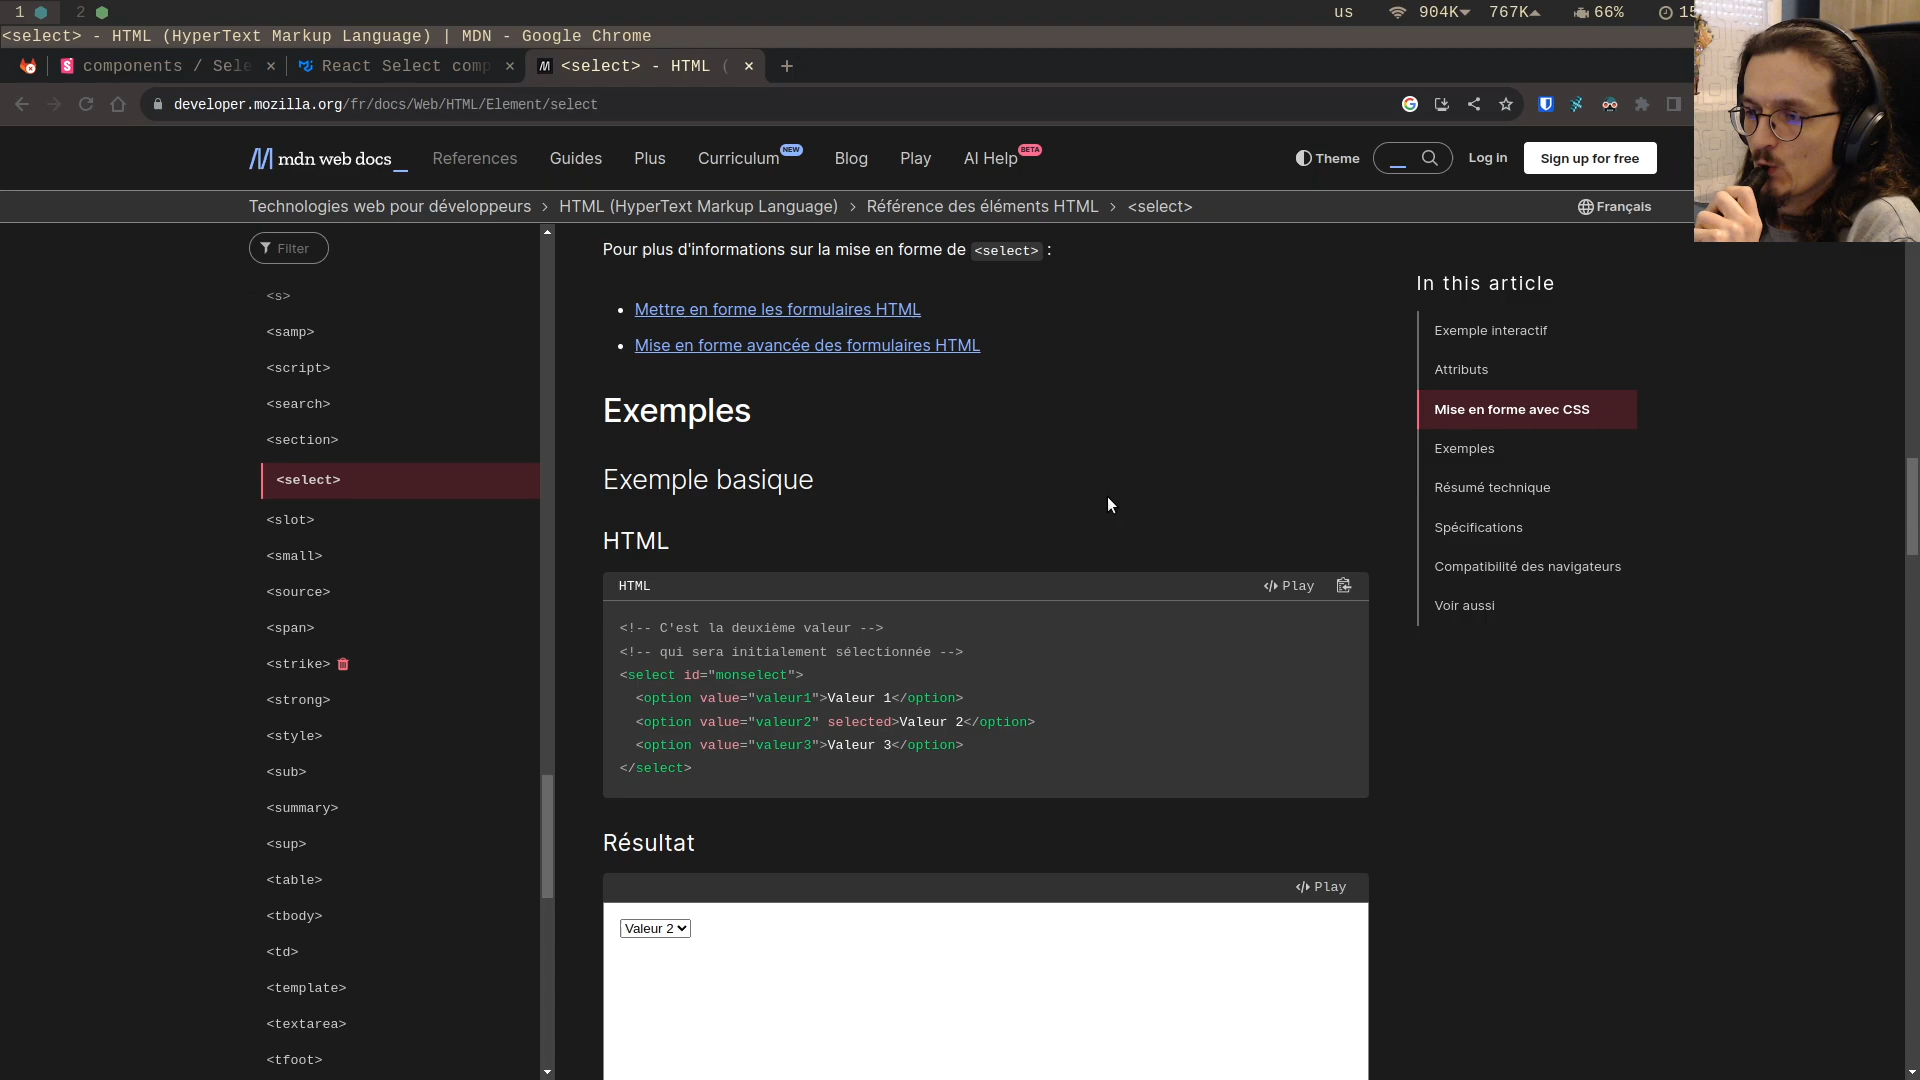 1 2 us 904K 767K 66% 15
<select> - HTML (HyperText Markup Language) | MDN - Google Chrome
components / Sele React Select comp <select> - HTML (
developer.mozilla.org/fr/docs/Web/HTML/Element/select
mdn web docs_ References Guides Plus Curriculum NEW Blog Play AI Help BETA Theme Log in Sign up for free
Technologies web pour développeurs > HTML (HyperText Markup Language) > Référence des éléments HTML > <select> Français
Filter
<s>
<samp>
<script>
<search>
<section>
<select>
<slot>
<small>
<source>
<span>
<strike>
<strong>
<style>
<sub>
<summary>
<sup>
<table>
<tbody>
<td>
<template>
<textarea>
<tfoot>
Pour plus d'informations sur la mise en forme de <select> :
Mettre en forme les formulaires HTML
Mise en forme avancée des formulaires HTML
Exemples
Exemple basique
HTML
HTML Play
<!-- C'est la deuxième valeur -->
<!-- qui sera initialement sélectionnée -->
<select id="monselect">
<option value="valeur1">Valeur 1</option>
<option value="valeur2" selected>Valeur 2</option>
<option value="valeur3">Valeur 3</option>
</select>
Résultat
Play
Valeur 2
In this article
Exemple interactif
Attributs
Mise en forme avec CSS
Exemples
Résumé technique
Spécifications
Compatibilité des navigateurs
Voir aussi